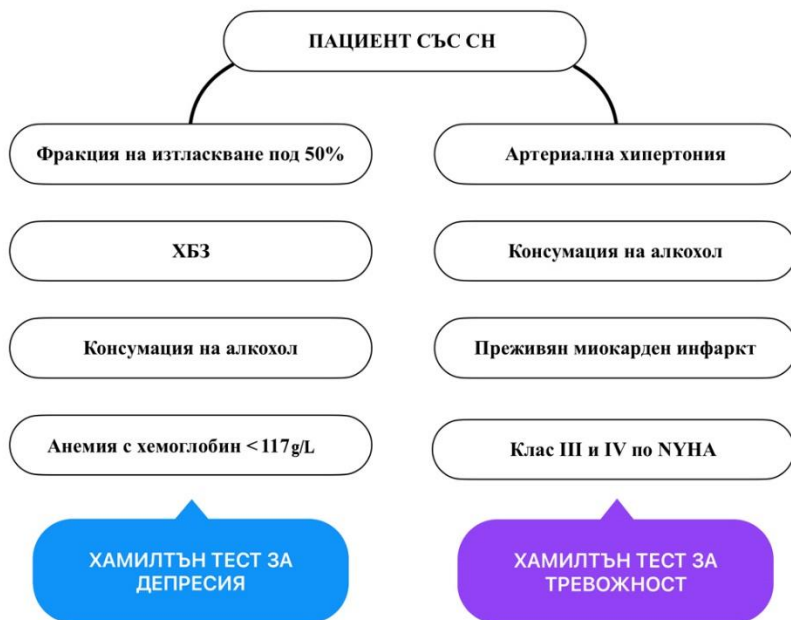 ПАЦИЕНТ СЪС СН
Фракция на изтласкване под 50%
ХБЗ
Консумация на алкохол
Анемия с хемоглобин < 117 g/L
ХАМИЛТЪН ТЕСТ ЗА
ДЕПРЕСИЯ
Артериална хипертония
Консумация на алкохол
Преживян миокарден инфаркт
Клас III и IV по NYHA
ХАМИЛТЪН ТЕСТ ЗА
ТРЕВОЖНОСТ